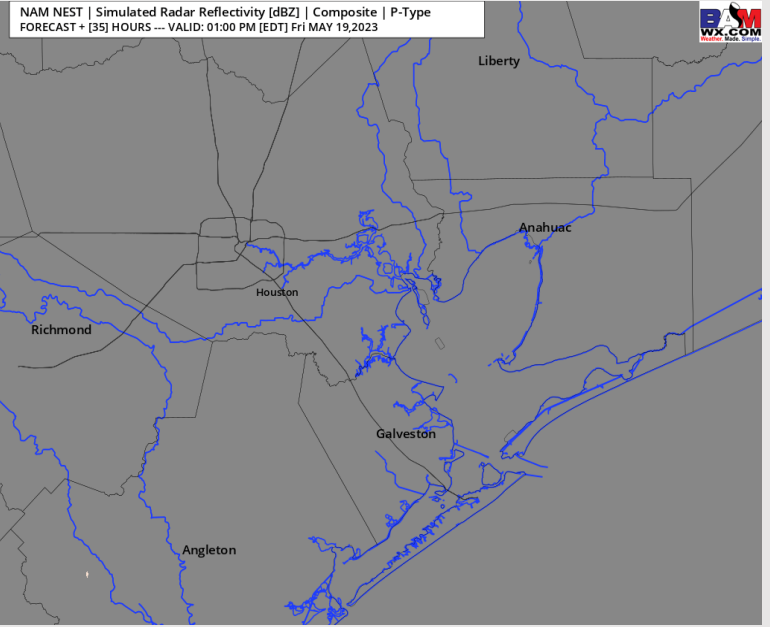 NAM NEST | Simulated Radar Reflectivity [dBZ] | Composite | P-Type
FORECAST + [35] HOURS --- VALID: 01:00 PM [EDT] Fri MAY 19,2023
BAM
WX.COM
Weather. Made. Simple.
Liberty
Anahuac
Houston
Richmond
Galveston
Angleton